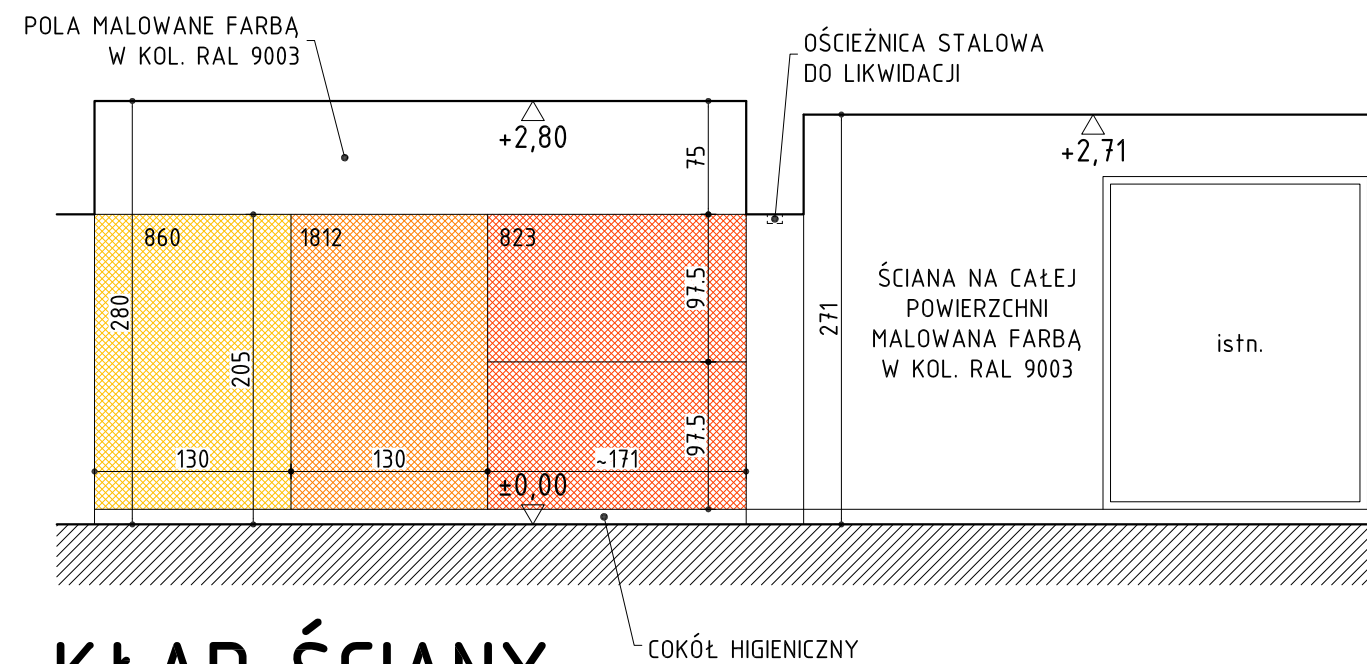 POLA MALOWANE FARBĄ
W KOL. RAL 9003
OŚCIEŻNICA STALOWA
DO LIKWIDACJI
+2,80
+2,71
75
860
1812
823
97.5
280
205
271
ŚCIANA NA CAŁEJ
POWIERZCHNI
MALOWANA FARBĄ
W KOL. RAL 9003
istn.
97.5
130
130
~171
±0,00
COKÓŁ HIGIENICZNY
KŁAD ŚCIANY